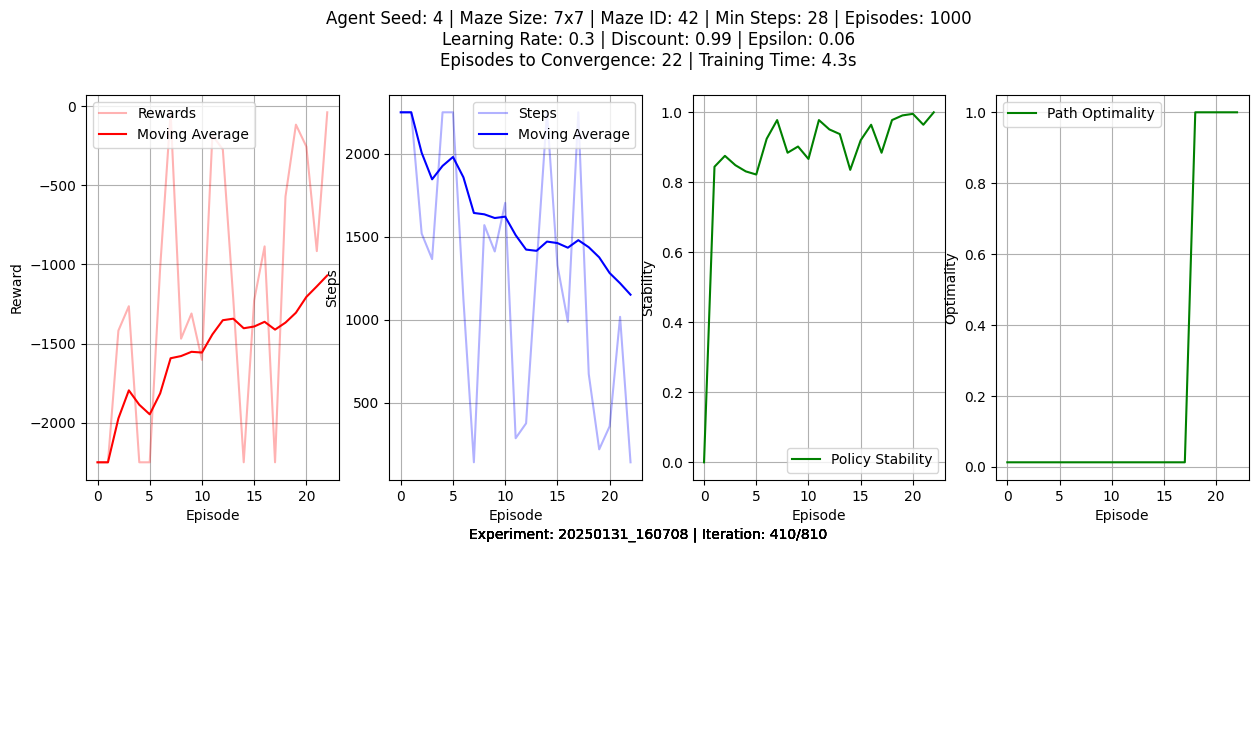 Agent Seed: 4 | Maze Size: 7x7 | Maze ID: 42 | Min Steps: 28 | Episodes: 1000
Learning Rate: 0.3 | Discount: 0.99 | Epsilon: 0.06
Episodes to Convergence: 22 | Training Time: 4.3s
Rewards
Moving Average
Reward
0
−500
−1000
−1500
−2000
0 5 10 15 20
Episode
Steps
Moving Average
Steps
2000
1500
1000
500
0 5 10 15 20
Episode
Policy Stability
Stability
1.0
0.8
0.6
0.4
0.2
0.0
0 5 10 15 20
Episode
Path Optimality
Optimality
1.0
0.8
0.6
0.4
0.2
0.0
0 5 10 15 20
Episode
Experiment: 20250131_160708 | Iteration: 410/810